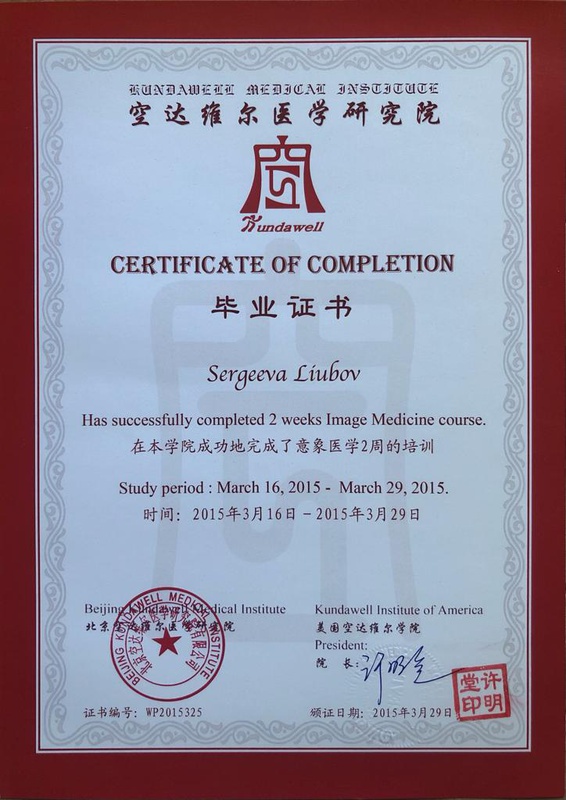 KUNDAWELL MEDICAL INSTITUTE
空达维尔医学研究院
Kundawell
CERTIFICATE OF COMPLETION
毕业证书
Sergeeva Liubov
Has successfully completed 2 weeks Image Medicine course.
在本学院成功地完成了意象医学2周的培训
Study period : March 16, 2015 - March 29, 2015.
时间: 2015年3月16日 - 2015年3月29日
Beijing Kundawell Medical Institute
北京空达维尔医学研究院
BEIJING KUNDAWELL MEDICAL INSTITUTE
Kundawell Institute of America
美国空达维尔学院
President:
院 长:
许明堂印
证书编号: WP2015325
颁证日期: 2015年3月29日